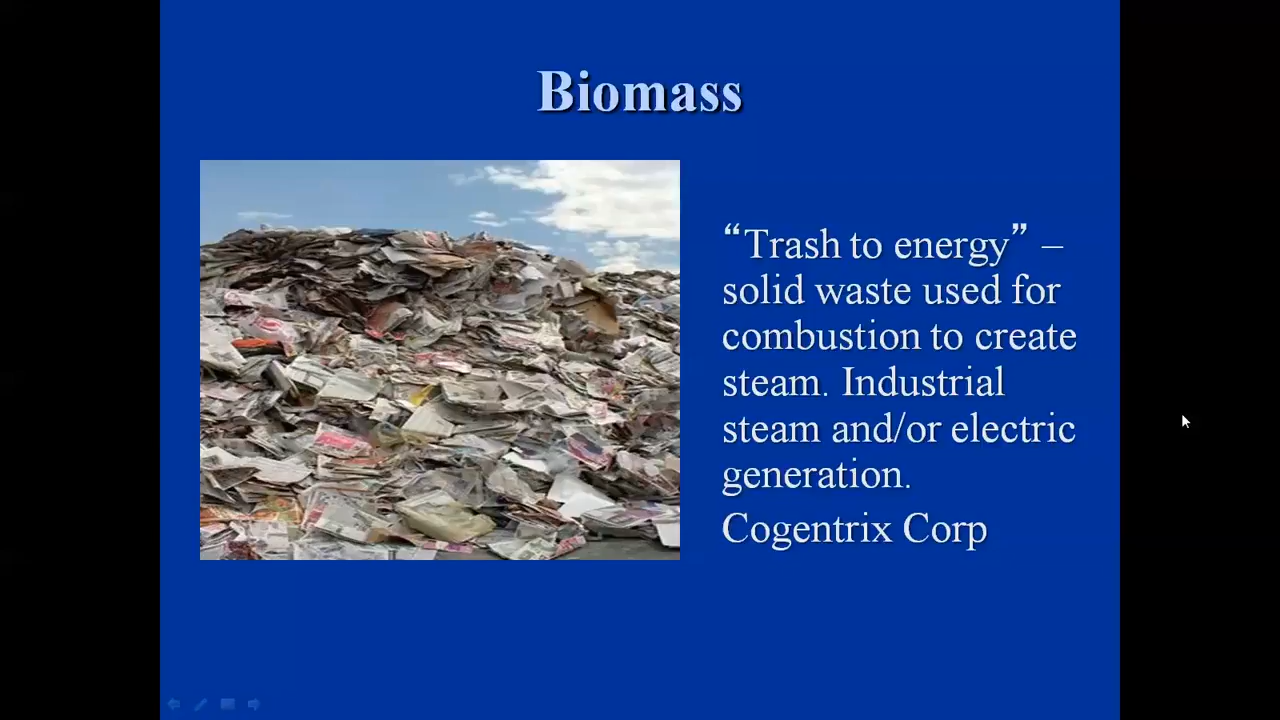 Biomass
“Trash to energy” –
solid waste used for
combustion to create
steam. Industrial
steam and/or electric
generation.
Cogentrix Corp